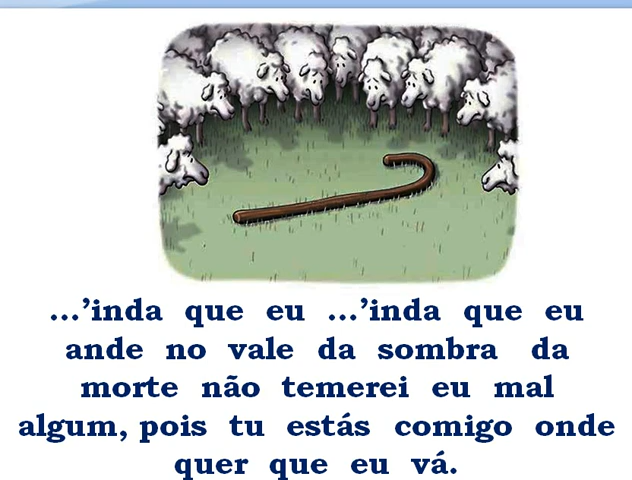 ...’inda que eu ...’inda que eu
ande no vale da sombra da
morte não temerei eu mal
algum, pois tu estás comigo onde
quer que eu vá.